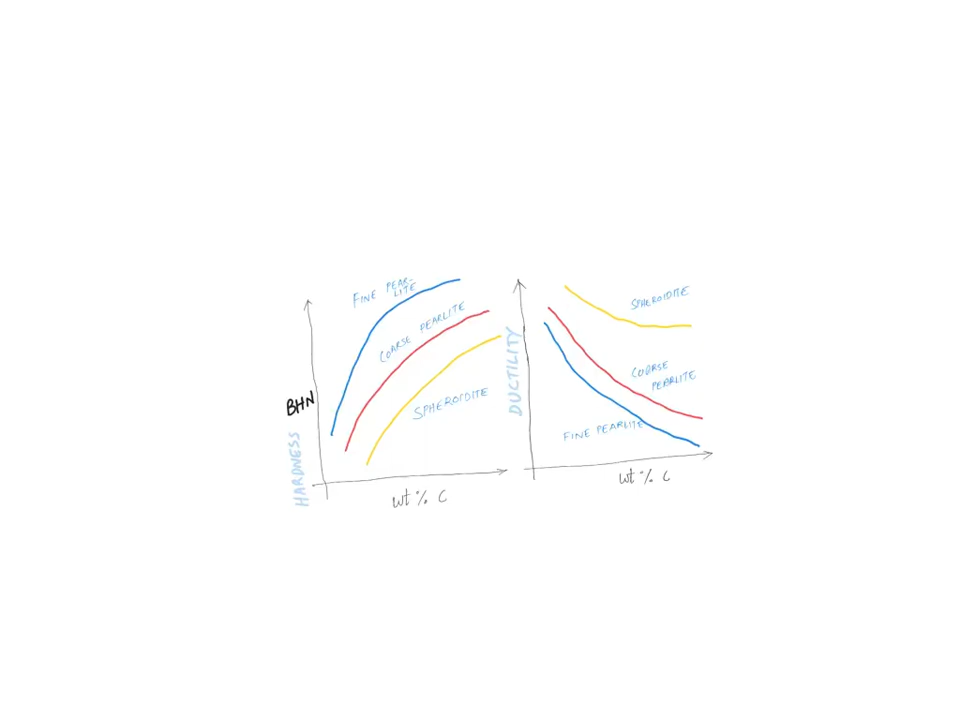 FINE PEAR-
LITE
COARSE PEARLITE
SPHEROIDITE
BHN
HARDNESS
wt % C
SPHEROIDITE
COARSE
PEARLITE
FINE PEARLITE
DUCTILITY
wt % C